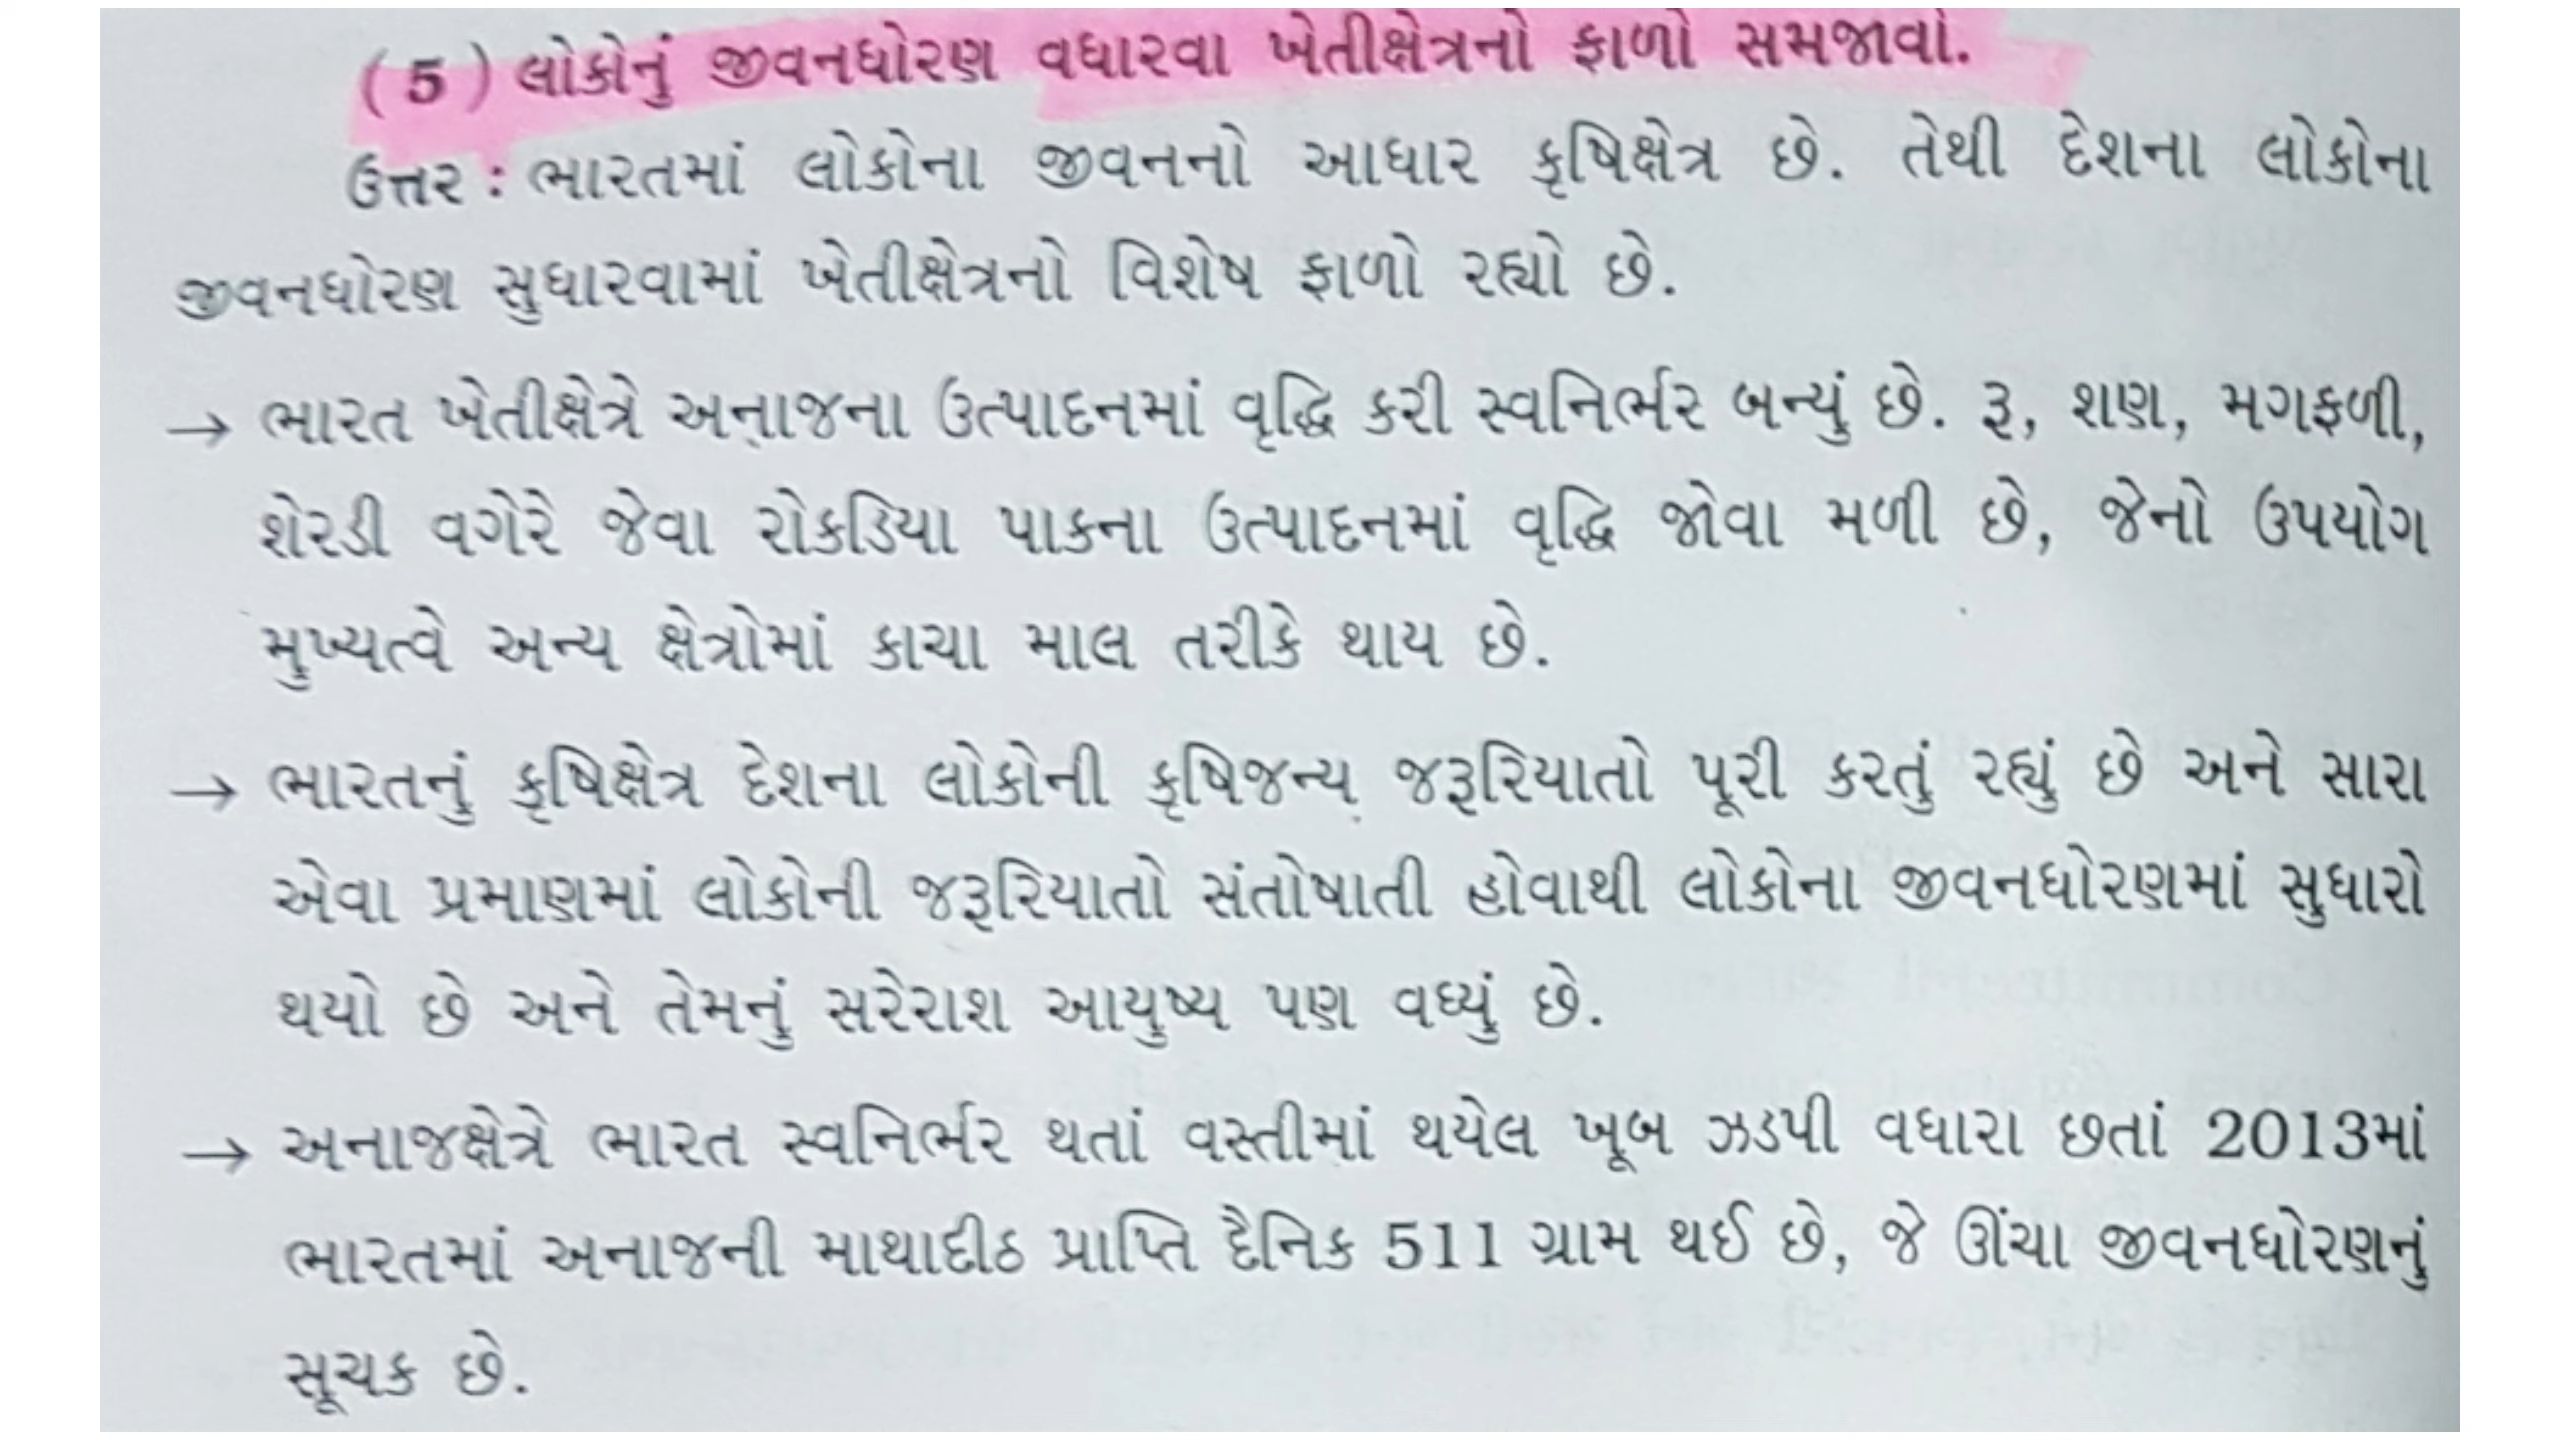 (5) લોકોનું જીવનધોરણ વધારવા ખેતીક્ષેત્રનો ફાળો સમજાવો.
ઉત્તર : ભારતમાં લોકોના જીવનનો આધાર કૃષિક્ષેત્ર છે. તેથી દેશના લોકોના
જીવનધોરણ સુધારવામાં ખેતીક્ષેત્રનો વિશેષ ફાળો રહ્યો છે.
→ ભારત ખેતીક્ષેત્રે અનાજના ઉત્પાદનમાં વૃદ્ધિ કરી સ્વનિર્ભર બન્યું છે. રૂ, શણ, મગફળી,
શેરડી વગેરે જેવા રોકડિયા પાકના ઉત્પાદનમાં વૃદ્ધિ જોવા મળી છે, જેનો ઉપયોગ
મુખ્યત્વે અન્ય ક્ષેત્રોમાં કાચા માલ તરીકે થાય છે.
→ ભારતનું કૃષિક્ષેત્ર દેશના લોકોની કૃષિજન્ય જરૂરિયાતો પૂરી કરતું રહ્યું છે અને સારા
એવા પ્રમાણમાં લોકોની જરૂરિયાતો સંતોષાતી હોવાથી લોકોના જીવનધોરણમાં સુધારો
થયો છે અને તેમનું સરેરાશ આયુષ્ય પણ વધ્યું છે.
→ અનાજક્ષેત્રે ભારત સ્વનિર્ભર થતાં વસ્તીમાં થયેલ ખૂબ ઝડપી વધારા છતાં 2013માં
ભારતમાં અનાજની માથાદીઠ પ્રાપ્તિ દૈનિક 511 ગ્રામ થઈ છે, જે ઊંચા જીવનધોરણનું
સૂચક છે.